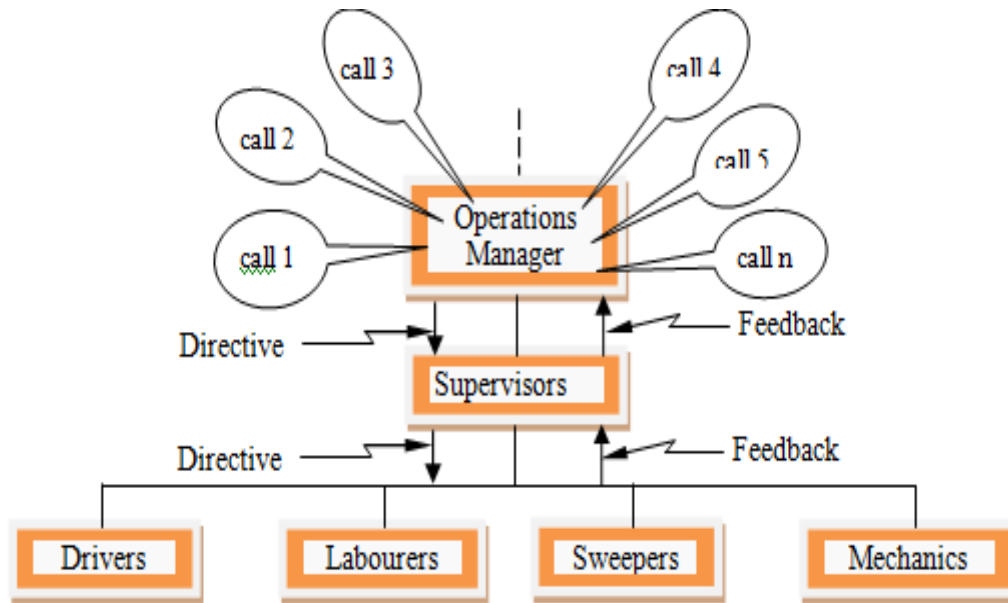 call 3
call 4
call 2
call 5
Operations
Manager
call 1
call n
Directive
Feedback
Supervisors
Directive
Feedback
Drivers
Labourers
Sweepers
Mechanics